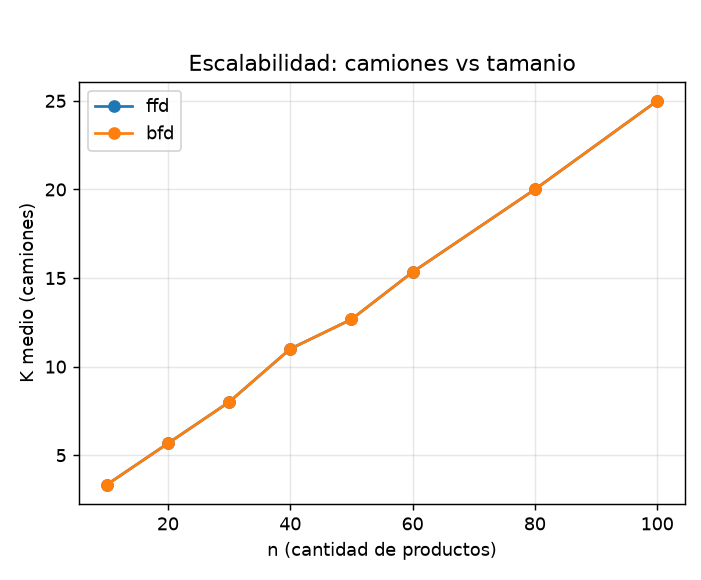 Escalabilidad: camiones vs tamanio
ffd
bfd
25
20
15
10
5
K medio (camiones)
20 40 60 80 100
n (cantidad de productos)